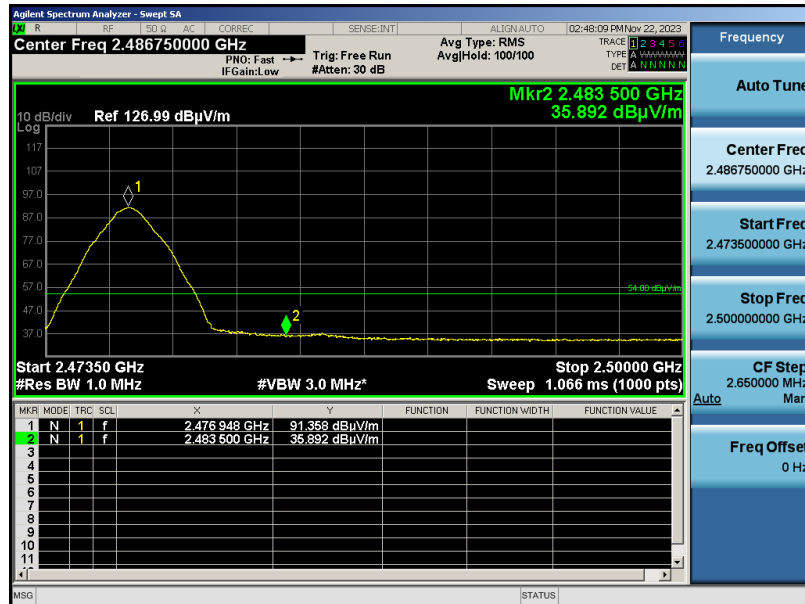 Agilent Spectrum Analyzer - Swept SA
LXI R RF 50 Ω AC CORREC SENSE:INT ALIGN AUTO 02:48:09 PM Nov 22, 2023
Center Freq 2.486750000 GHz
PNO: Fast
IFGain:Low
Trig: Free Run
#Atten: 30 dB
Avg Type: RMS
Avg|Hold: 100/100
TRACE 1 2 3 4 5 6
TYPE A WWWWW
DET A N N N N N
Mkr2 2.483 500 GHz
35.892 dBµV/m
10 dB/div Ref 126.99 dBµV/m
Log
117
107
97.0
87.0
77.0
67.0
57.0
47.0
37.0
1
2
54.00 dBµV/m
Start 2.47350 GHz Stop 2.50000 GHz
#Res BW 1.0 MHz #VBW 3.0 MHz* Sweep 1.066 ms (1000 pts)
MKR MODE TRC SCL X Y FUNCTION FUNCTION WIDTH FUNCTION VALUE
1 N 1 f 2.476 948 GHz 91.358 dBµV/m
2 N 1 f 2.483 500 GHz 35.892 dBµV/m
3
4
5
6
7
8
9
10
11
MSG STATUS
Frequency
Auto Tune
Center Freq
2.486750000 GHz
Start Freq
2.473500000 GHz
Stop Freq
2.500000000 GHz
CF Step
2.650000 MHz
Auto Man
Freq Offset
0 Hz